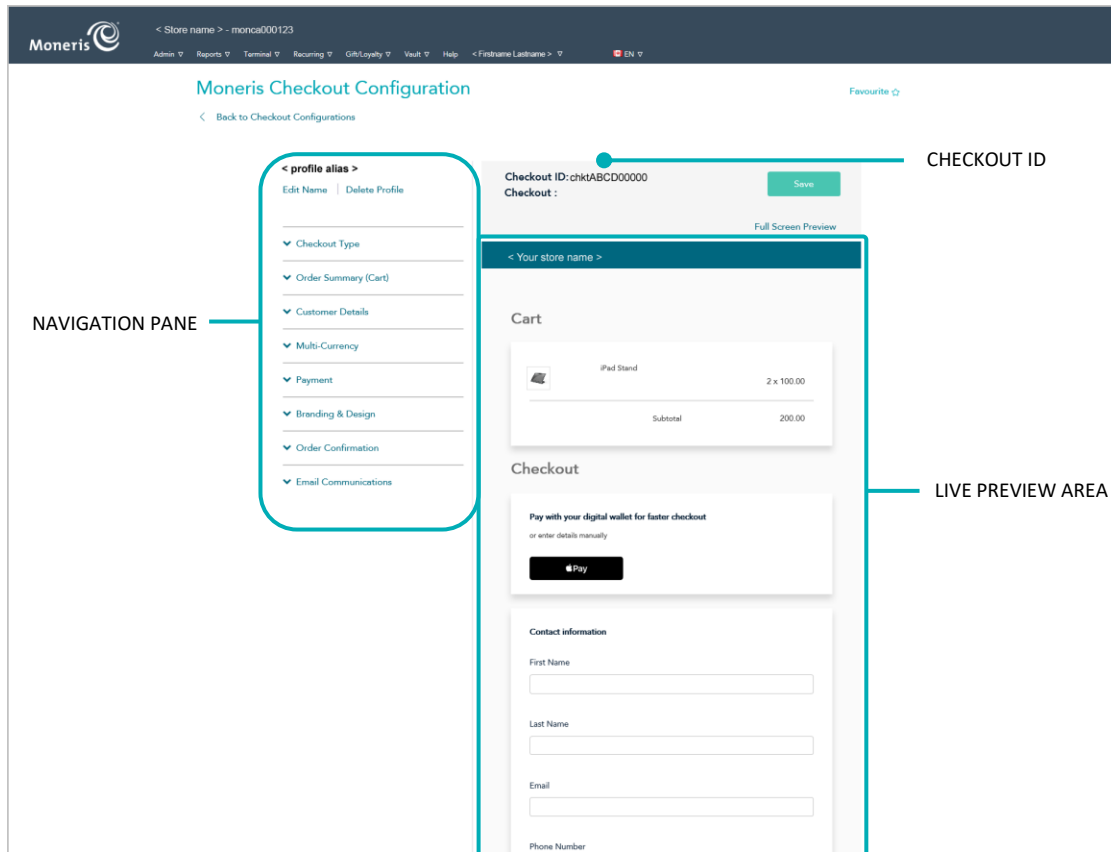 Moneris
< Store name > - monca000123
Admin Reports Terminal Recurring Gift/Loyalty Vault Help < Firstname Lastname > EN
Moneris Checkout Configuration
Favourite
Back to Checkout Configurations
< profile alias >
Edit Name | Delete Profile
Checkout Type
Order Summary (Cart)
Customer Details
Multi-Currency
Payment
Branding & Design
Order Confirmation
Email Communications
NAVIGATION PANE
CHECKOUT ID
Checkout ID: chktABCD00000
Checkout :
Save
Full Screen Preview
< Your store name >
Cart
iPad Stand
2 x 100.00
Subtotal 200.00
Checkout
LIVE PREVIEW AREA
Pay with your digital wallet for faster checkout
or enter details manually
Pay
Contact information
First Name
Last Name
Email
Phone Number